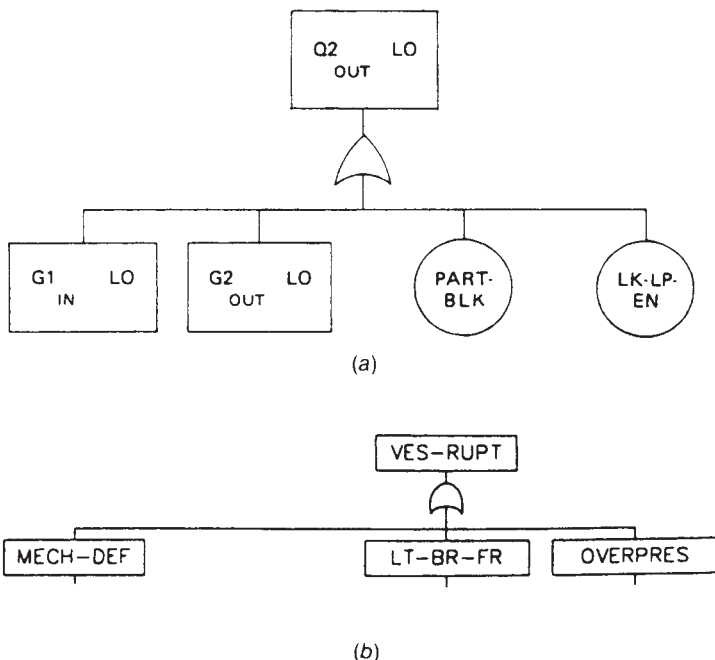 Q2 LO
OUT
G1 LO
IN
G2 LO
OUT
PART-
BLK
LK-LP-
EN
(a)
VES-RUPT
MECH-DEF
LT-BR-FR
OVERPRES
(b)